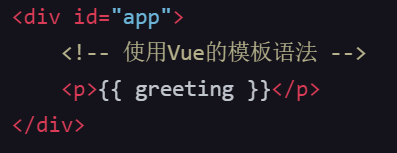 <div id="app">
    <!-- 使用Vue的模板语法 -->
    <p>{{ greeting }}</p>
</div>